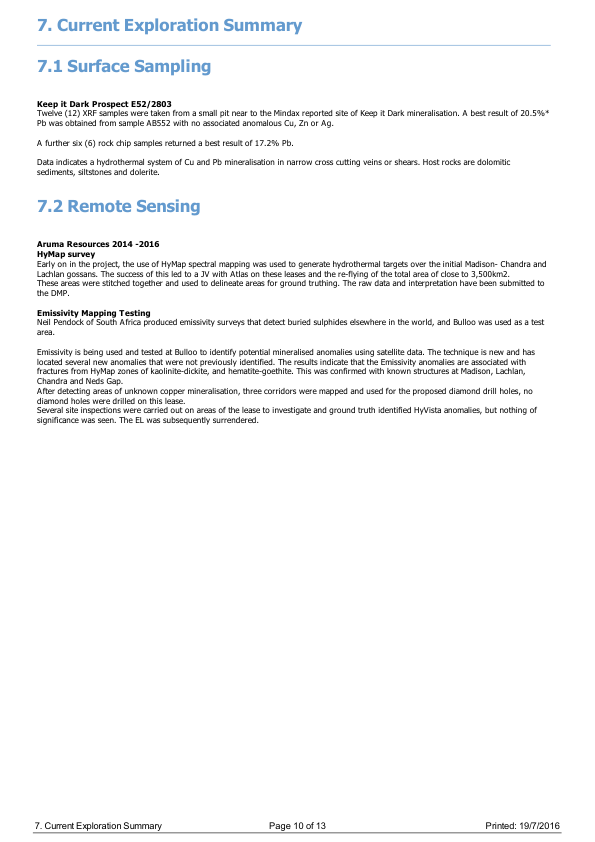 7. Current Exploration Summary
7.1 Surface Sampling
Keep it Dark Prospect E52/2803
Twelve (12) XRF samples were taken from a small pit near to the Mindax reported site of Keep it Dark mineralisation. A best result of 20.5%*
Pb was obtained from sample AB552 with no associated anomalous Cu, Zn or Ag.
A further six (6) rock chip samples returned a best result of 17.2% Pb.
Data indicates a hydrothermal system of Cu and Pb mineralisation in narrow cross cutting veins or shears. Host rocks are dolomitic
sediments, siltstones and dolerite.
7.2 Remote Sensing
Aruma Resources 2014 -2016
HyMap survey
Early on in the project, the use of HyMap spectral mapping was used to generate hydrothermal targets over the initial Madison- Chandra and
Lachlan gossans. The success of this led to a JV with Atlas on these leases and the re-flying of the total area of close to 3,500km2.
These areas were stitched together and used to delineate areas for ground truthing. The raw data and interpretation have been submitted to
the DMP.
Emissivity Mapping Testing
Neil Pendock of South Africa produced emissivity surveys that detect buried sulphides elsewhere in the world, and Bulloo was used as a test
area.
Emissivity is being used and tested at Bulloo to identify potential mineralised anomalies using satellite data. The technique is new and has
located several new anomalies that were not previously identified. The results indicate that the Emissivity anomalies are associated with
fractures from HyMap zones of kaolinite-dickite, and hematite-goethite. This was confirmed with known structures at Madison, Lachlan,
Chandra and Neds Gap.
After detecting areas of unknown copper mineralisation, three corridors were mapped and used for the proposed diamond drill holes, no
diamond holes were drilled on this lease.
Several site inspections were carried out on areas of the lease to investigate and ground truth identified HyVista anomalies, but nothing of
significance was seen. The EL was subsequently surrendered.
7. Current Exploration Summary Page 10 of 13 Printed: 19/7/2016